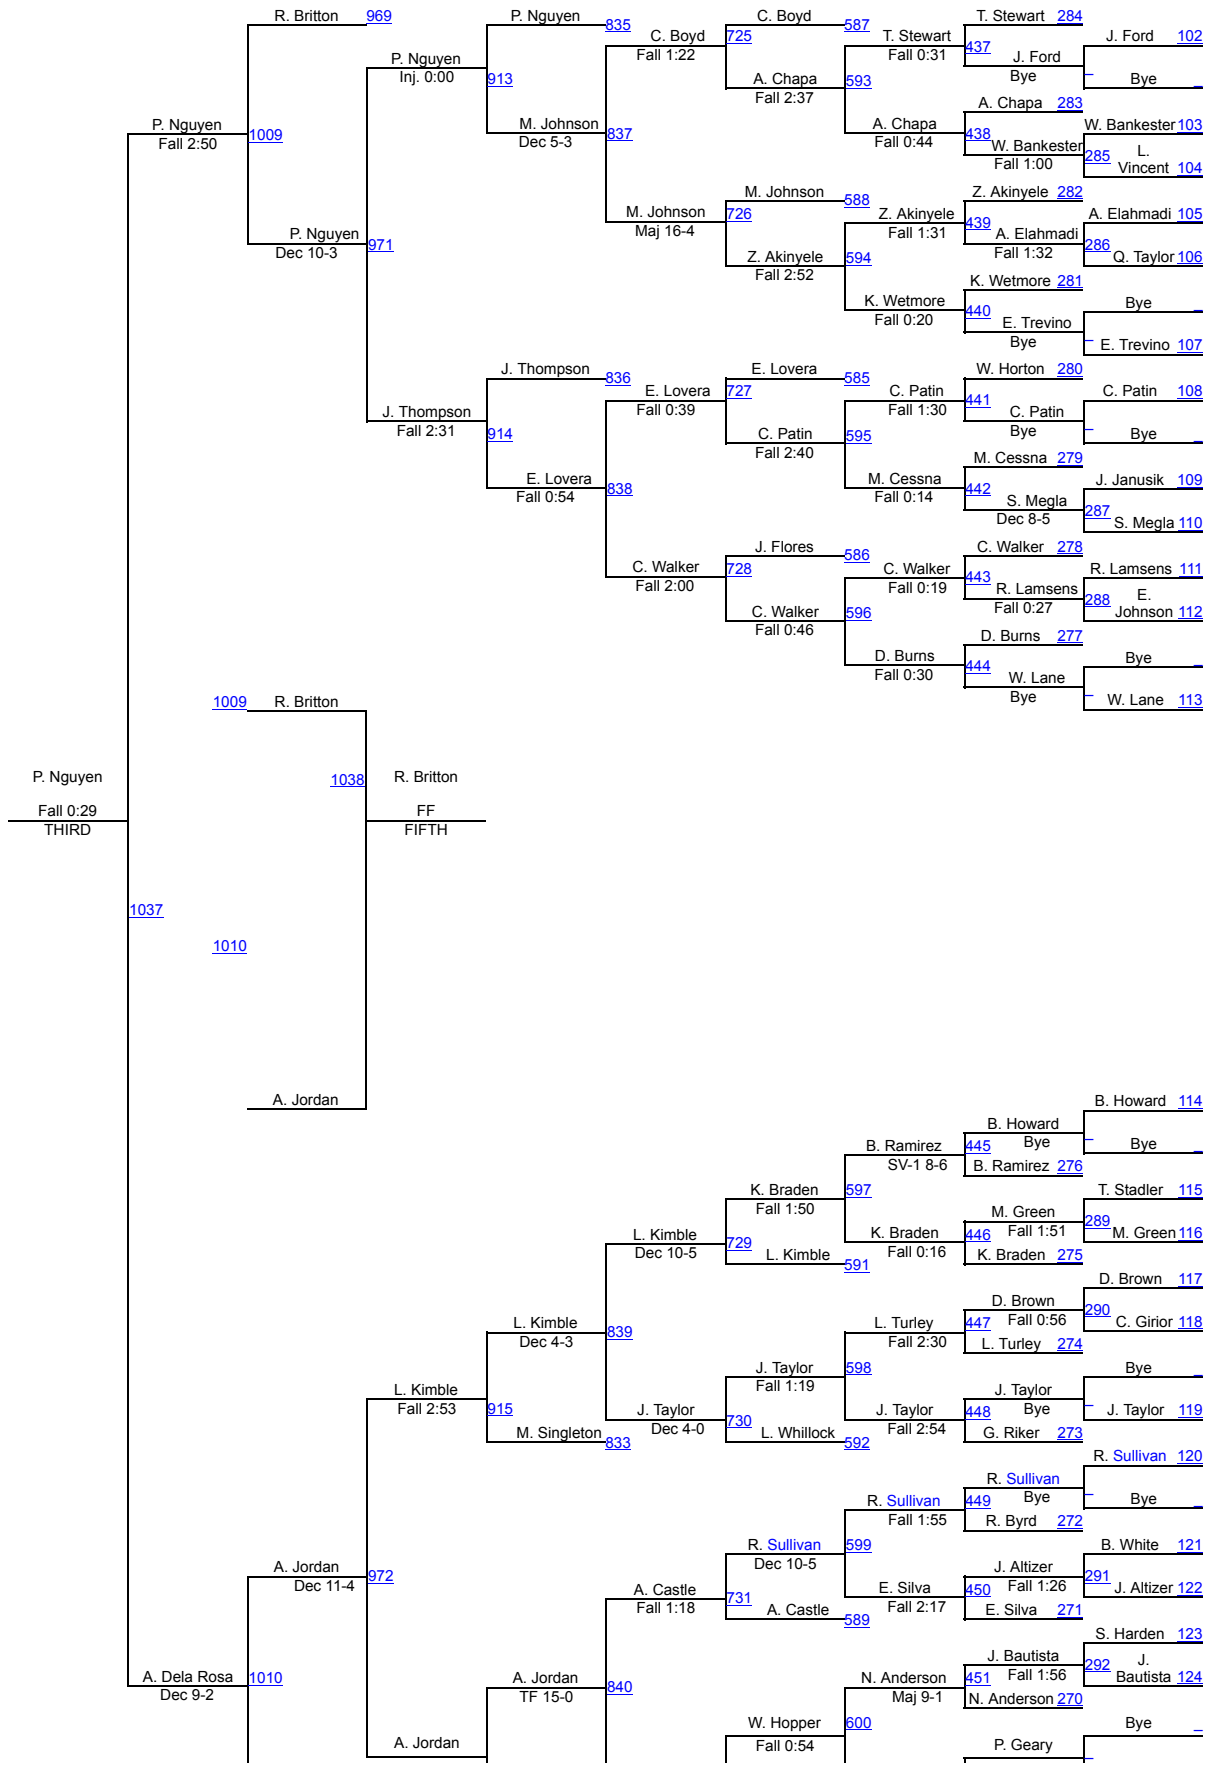 R. Britton 969 P. Nguyen C. Boyd T. Stewart 284
835 587
C. Boyd 725 T. Stewart J. Ford 102
Fall 1:22 Fall 0:31 437
P. Nguyen J. Ford
Inj. 0:00 913 A. Chapa 593 Bye _ Bye _
Fall 2:37
A. Chapa 283
P. Nguyen M. Johnson A. Chapa W. Bankester 103
Fall 2:50 1009 Dec 5-3 837 Fall 0:44 438
W. Bankester 285 L.
Fall 1:00 Vincent 104
M. Johnson 588 Z. Akinyele 282
M. Johnson 726 Z. Akinyele A. Elahmadi 105
Maj 16-4 Fall 1:31 439
P. Nguyen A. Elahmadi
Dec 10-3 971 Fall 1:32 286
Z. Akinyele 594 Q. Taylor 106
Fall 2:52
K. Wetmore 281
K. Wetmore Bye _
Fall 0:20 440
E. Trevino
Bye _ E. Trevino 107
J. Thompson 836 E. Lovera 585 W. Horton 280
E. Lovera 727 C. Patin C. Patin 108
Fall 0:39 Fall 1:30 441
J. Thompson C. Patin
Fall 2:31 914 C. Patin 595 Bye _ Bye _
Fall 2:40
M. Cessna 279
E. Lovera M. Cessna J. Janusik 109
Fall 0:54 838 Fall 0:14 442
S. Megla 287
Dec 8-5 S. Megla 110
J. Flores 586 C. Walker 278
C. Walker 728 C. Walker R. Lamsens 111
Fall 2:00 Fall 0:19 443
R. Lamsens 288 E.
Fall 0:27 Johnson 112
C. Walker 596
Fall 0:46
D. Burns 277
D. Burns Bye _
Fall 0:30 444
W. Lane
Bye _ W. Lane 113
1009 R. Britton
P. Nguyen 1038 R. Britton
Fall 0:29 FF
THIRD FIFTH
1037
1010
A. Jordan
B. Howard 114
B. Howard
B. Ramirez 445 Bye _ Bye _
SV-1 8-6 B. Ramirez 276
K. Braden 597 T. Stadler 115
Fall 1:50
M. Green 289
L. Kimble K. Braden 446 Fall 1:51 M. Green 116
Dec 10-5 729 Fall 0:16
L. Kimble 591 K. Braden 275
D. Brown 117
D. Brown 290
L. Kimble L. Turley 447 Fall 0:56 C. Girior 118
Dec 4-3 839 Fall 2:30
L. Turley 274
J. Taylor 598 Bye _
Fall 1:19
L. Kimble J. Taylor
Fall 2:53 915 J. Taylor J. Taylor 448 Bye _ J. Taylor 119
Dec 4-0 730 Fall 2:54
M. Singleton 833 L. Whillock 592 G. Riker 273
R. Sullivan 120
R. Sullivan
R. Sullivan 449 Bye _ Bye _
Fall 1:55 R. Byrd 272
R. Sullivan 599 B. White 121
Dec 10-5
A. Jordan J. Altizer 291
Dec 11-4 972 A. Castle E. Silva 450 Fall 1:26 J. Altizer 122
Fall 1:18 731 Fall 2:17
A. Castle 589 E. Silva 271
S. Harden 123
J. Bautista 292 J.
A. Dela Rosa 1010 A. Jordan 840 N. Anderson 451 Fall 1:56 Bautista 124
Dec 9-2 TF 15-0 Maj 9-1
N. Anderson 270
W. Hopper 600 Bye _
Fall 0:54
A. Jordan P. Geary _